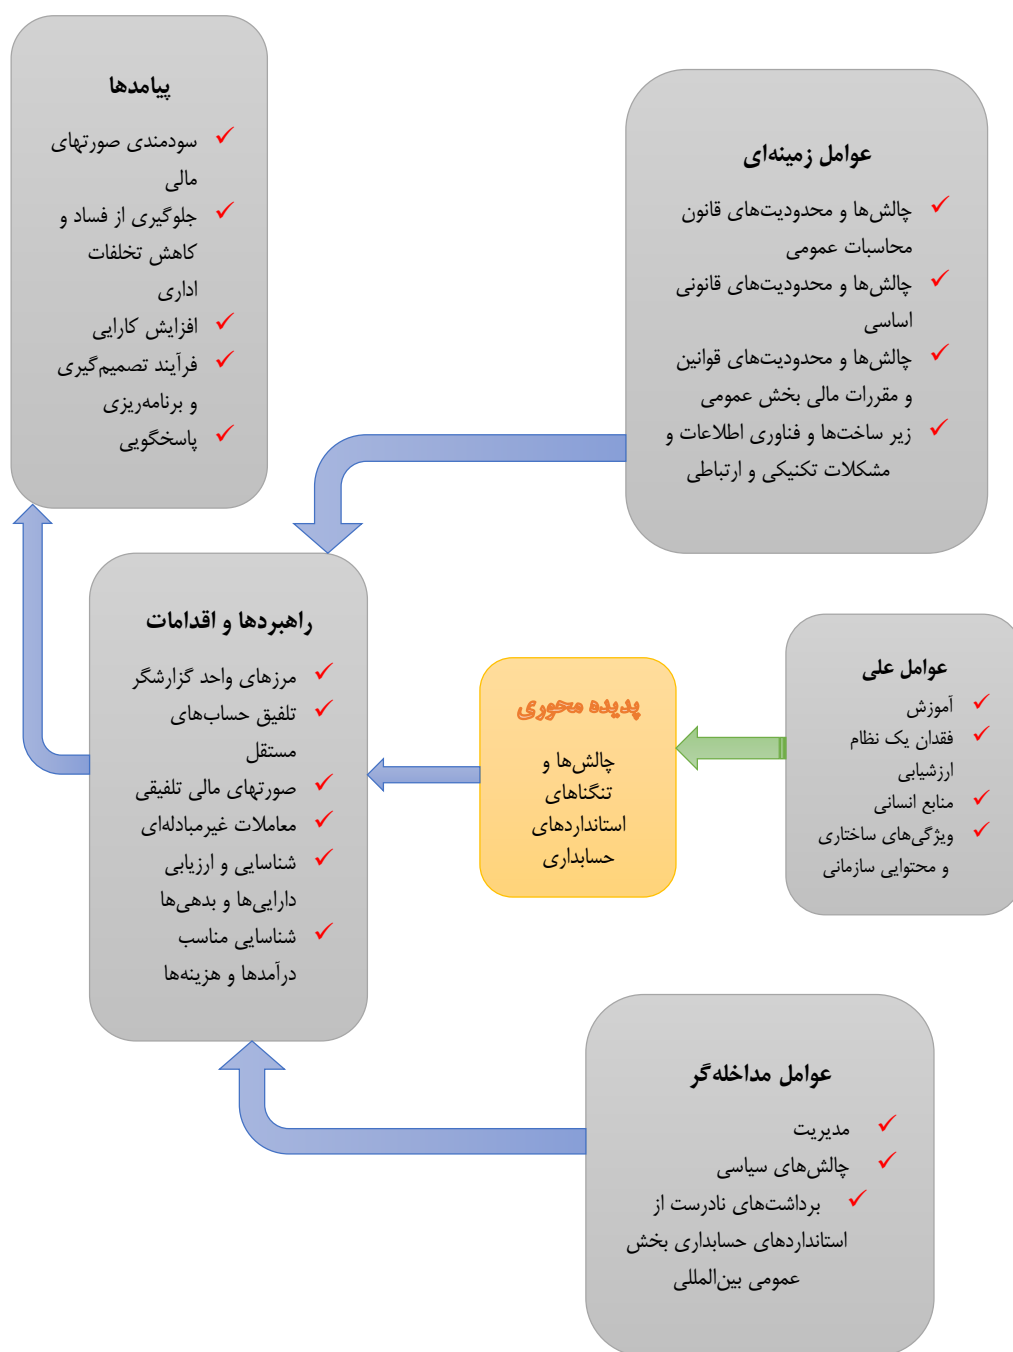 پیامدها
سودمندی صورتهای
مالی
جلوگیری از فساد و
کاهش تخلفات
اداری
افزایش کارایی
فرآیند تصمیم‌گیری
و برنامه‌ریزی
پاسخگویی
عوامل زمینه‌ای
چالش‌ها و محدودیت‌های قانون
محاسبات عمومی
چالش‌ها و محدودیت‌های قانونی
اساسی
چالش‌ها و محدودیت‌های قوانین
و مقررات مالی بخش عمومی
زیر ساخت‌ها و فناوری اطلاعات و
مشکلات تکنیکی و ارتباطی
راهبردها و اقدامات
مرزهای واحد گزارشگر
تلفیق حساب‌های
مستقل
صورتهای مالی تلفیقی
معاملات غیرمبادله‌ای
شناسایی و ارزیابی
دارایی‌ها و بدهی‌ها
شناسایی مناسب
درآمدها و هزینه‌ها
پدیده محوری
چالش‌ها و
تنگناهای
استانداردهای
حسابداری
عوامل علی
آموزش
فقدان یک نظام
ارزشیابی
منابع انسانی
ویژگی‌های ساختاری
و محتوایی سازمانی
عوامل مداخله‌گر
مدیریت
چالش‌های سیاسی
برداشت‌های نادرست از
استانداردهای حسابداری بخش
عمومی بین‌المللی